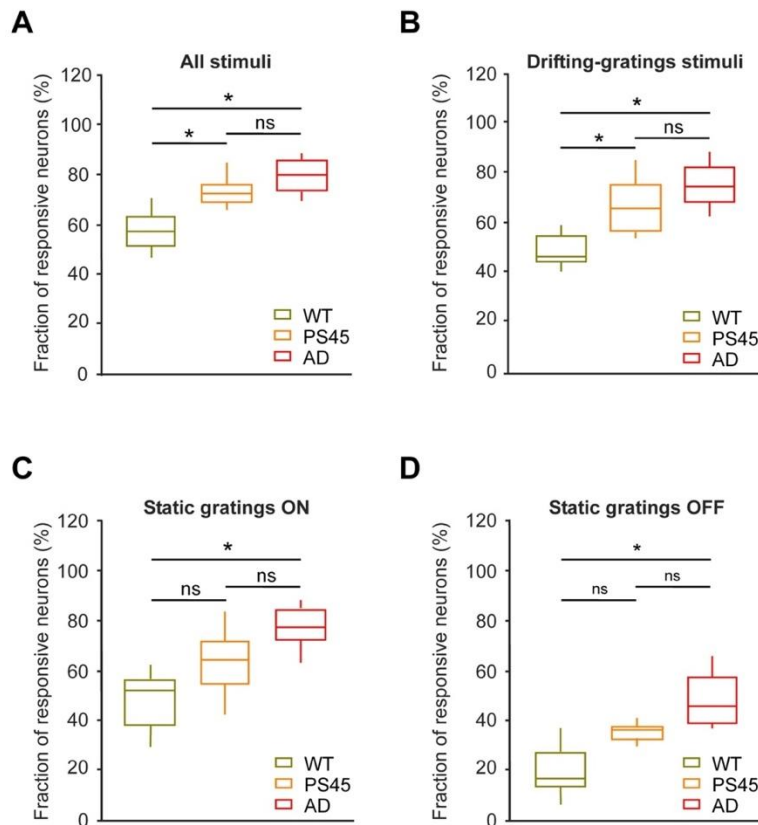 A
All stimuli
Fraction of responsive neurons (%)
120
100
80
60
40
20
0
*
*
ns
WT
PS45
AD
B
Drifting-gratings stimuli
Fraction of responsive neurons (%)
120
100
80
60
40
20
0
*
*
ns
WT
PS45
AD
C
Static gratings ON
Fraction of responsive neurons (%)
120
100
80
60
40
20
0
*
ns
ns
WT
PS45
AD
D
Static gratings OFF
Fraction of responsive neurons (%)
120
100
80
60
40
20
0
*
ns
ns
WT
PS45
AD